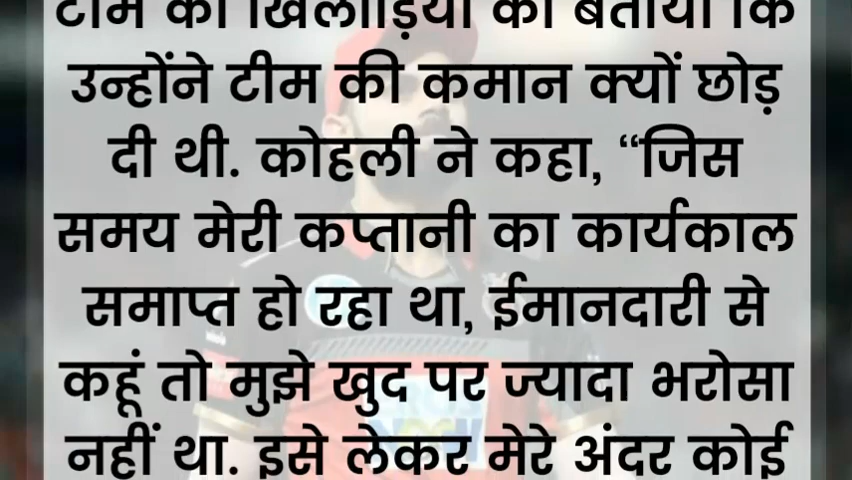 टीम की खिलाड़ियों को बताया कि
उन्होंने टीम की कमान क्यों छोड़
दी थी. कोहली ने कहा, “जिस
समय मेरी कप्तानी का कार्यकाल
समाप्त हो रहा था, ईमानदारी से
कहूं तो मुझे खुद पर ज्यादा भरोसा
नहीं था. इसे लेकर मेरे अंदर कोई